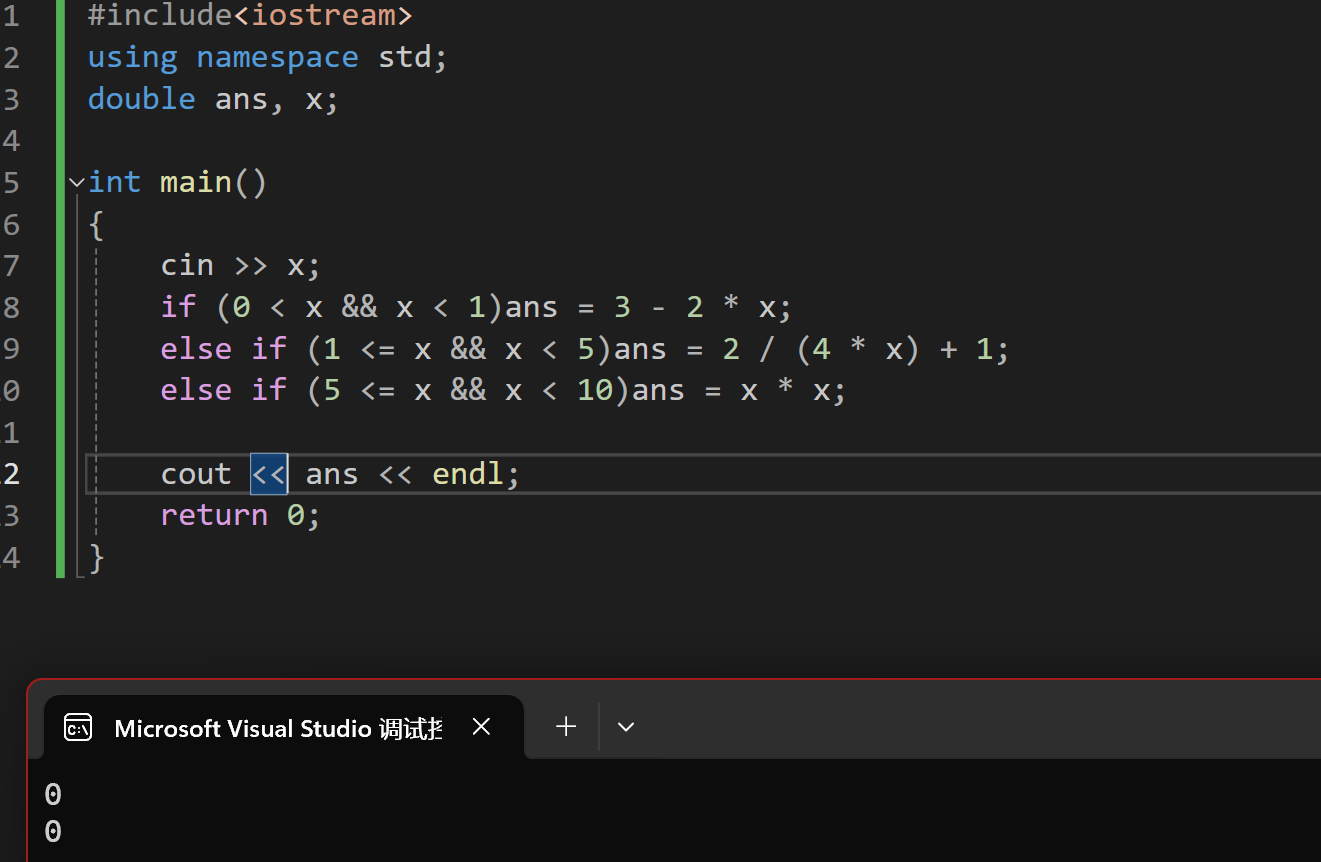 1 #include<iostream>
2 using namespace std;
3 double ans, x;
4
5 int main()
6 {
7     cin >> x;
8     if (0 < x && x < 1)ans = 3 - 2 * x;
9     else if (1 <= x && x < 5)ans = 2 / (4 * x) + 1;
0     else if (5 <= x && x < 10)ans = x * x;
1
2     cout << ans << endl;
3     return 0;
4 }
Microsoft Visual Studio 调试
0
0